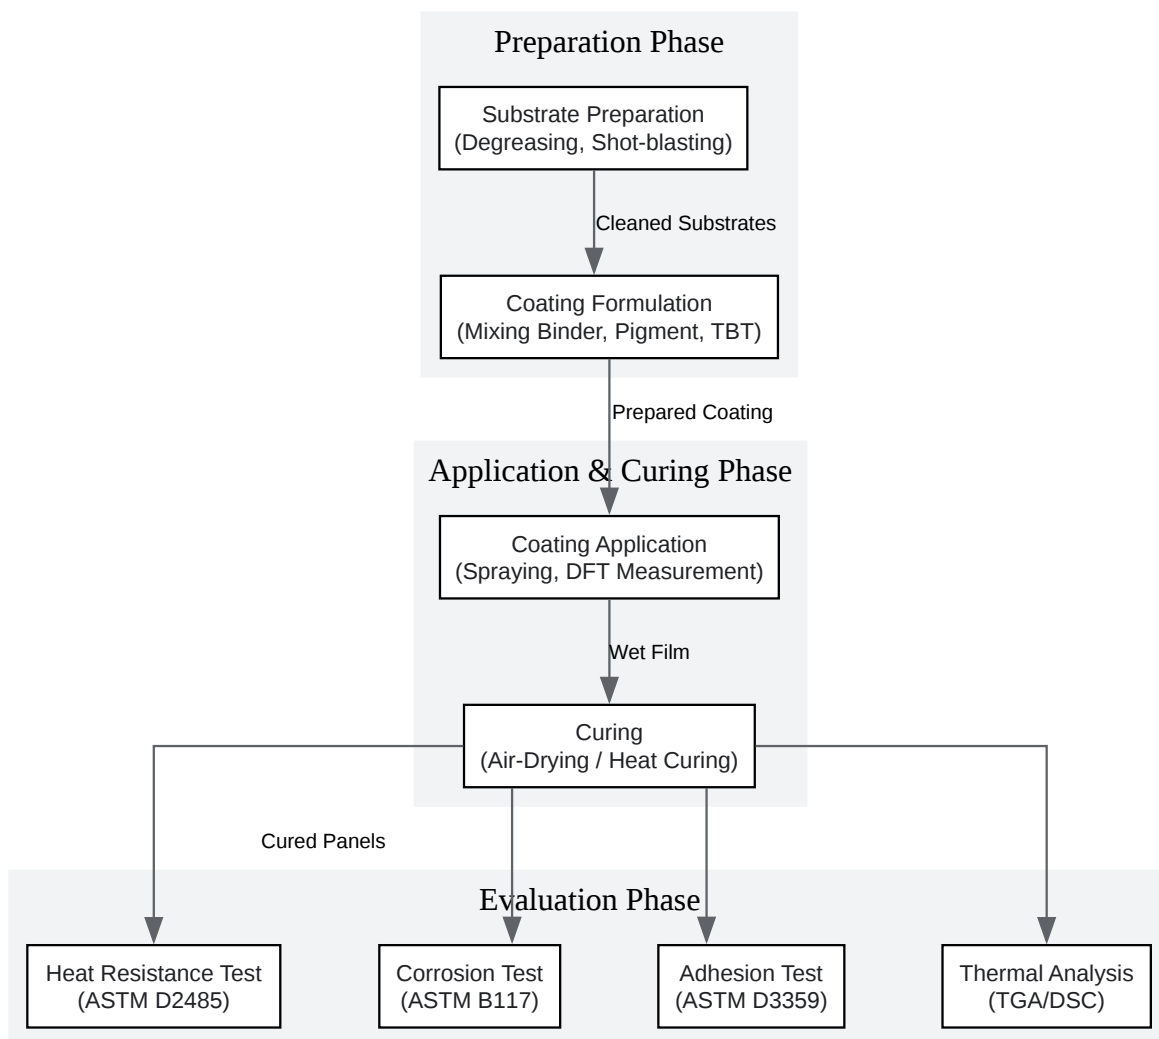 Preparation Phase
Substrate Preparation
(Degreasing, Shot-blasting)
Cleaned Substrates
Coating Formulation
(Mixing Binder, Pigment, TBT)
Prepared Coating
Application & Curing Phase
Coating Application
(Spraying, DFT Measurement)
Wet Film
Curing
(Air-Drying / Heat Curing)
Cured Panels
Evaluation Phase
Heat Resistance Test
(ASTM D2485)
Corrosion Test
(ASTM B117)
Adhesion Test
(ASTM D3359)
Thermal Analysis
(TGA/DSC)